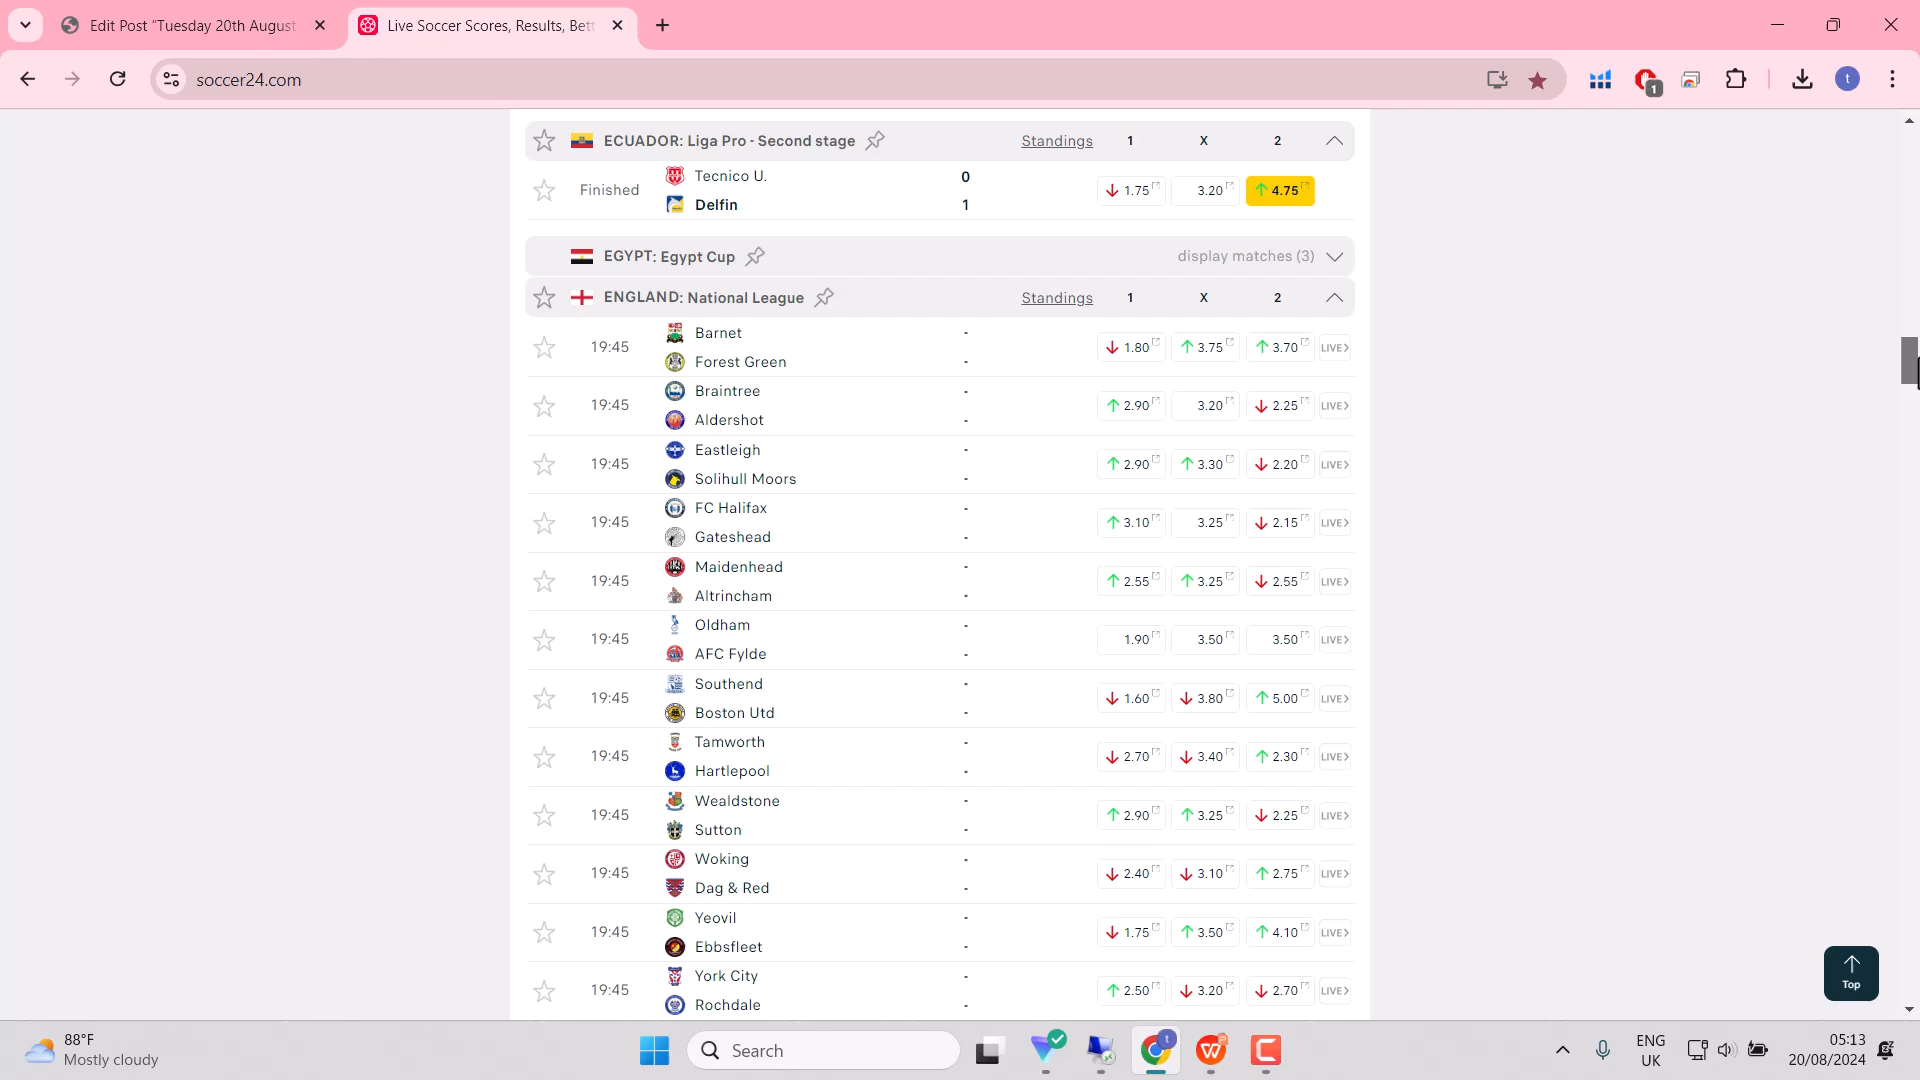 Edit Post "Tuesday 20th August
Live Soccer Scores, Results, Bett
soccer24.com
1
t
ECUADOR: Liga Pro - Second stage Standings 1 X 2
Finished
Tecnico U. 0
Delfin 1
1.75 3.20 4.75
EGYPT: Egypt Cup display matches (3)
ENGLAND: National League Standings 1 X 2
19:45
Barnet -
Forest Green -
1.80 3.75 3.70 LIVE>
19:45
Braintree -
Aldershot -
2.90 3.20 2.25 LIVE>
19:45
Eastleigh -
Solihull Moors -
2.90 3.30 2.20 LIVE>
19:45
FC Halifax -
Gateshead -
3.10 3.25 2.15 LIVE>
19:45
Maidenhead -
Altrincham -
2.55 3.25 2.55 LIVE>
19:45
Oldham -
AFC Fylde -
1.90 3.50 3.50 LIVE>
19:45
Southend -
Boston Utd -
1.60 3.80 5.00 LIVE>
19:45
Tamworth -
Hartlepool -
2.70 3.40 2.30 LIVE>
19:45
Wealdstone -
Sutton -
2.90 3.25 2.25 LIVE>
19:45
Woking -
Dag & Red -
2.40 3.10 2.75 LIVE>
19:45
Yeovil -
Ebbsfleet -
1.75 3.50 4.10 LIVE>
19:45
York City -
Rochdale -
2.50 3.20 2.70 LIVE>
Top
88°F
Mostly cloudy
Search
ENG
UK
05:13
20/08/2024